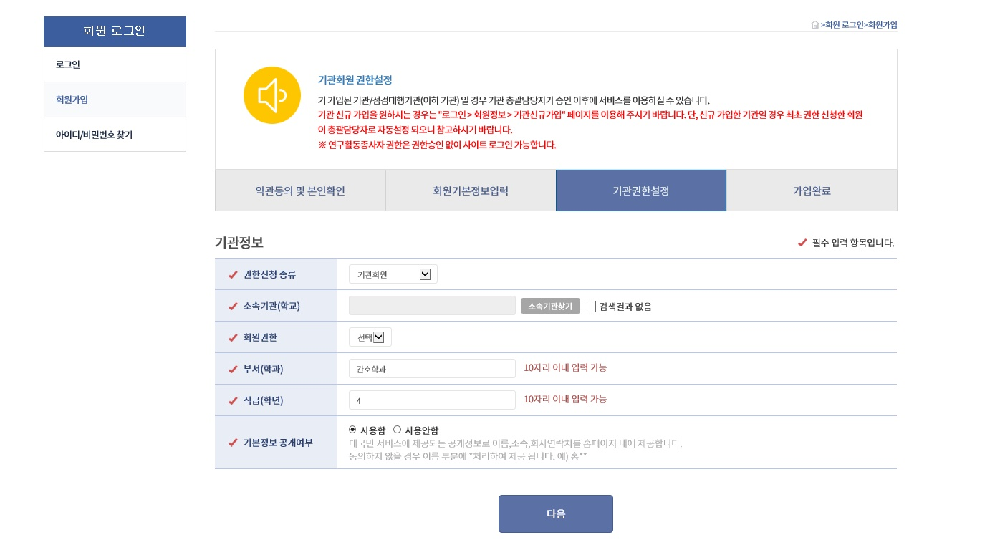 회원 로그인
로그인
회원가입
아이디/비밀번호 찾기
>회원 로그인>회원가입
기관회원 권한설정
기 가입된 기관/점검대행기관(이하 기관) 일 경우 기관 총괄담당자가 승인 이후에 서비스를 이용하실 수 있습니다.
기관 신규 가입을 원하시는 경우는 "로그인 > 회원정보 > 기관신규가입" 페이지를 이용해 주시기 바랍니다. 단, 신규 가입한 기관일 경우 최초 권한 신청한 회원
이 총괄담당자로 자동설정 되오니 참고하시기 바랍니다.
※ 연구활동종사자 권한은 권한승인 없이 사이트 로그인 가능합니다.
약관동의 및 본인확인
회원기본정보입력
기관권한설정
가입완료
기관정보
필수 입력 항목입니다.
권한신청 종류
기관회원
소속기관(학교)
소속기관찾기
검색결과 없음
회원권한
선택
부서(학과)
간호학과
10자리 이내 입력 가능
직급(학년)
4
10자리 이내 입력 가능
기본정보 공개여부
사용함
사용안함
대국민 서비스에 제공되는 공개정보로 이름,소속,회사연락처를 홈페이지 내에 제공합니다.
동의하지 않을 경우 이름 부분에 *처리하여 제공 됩니다. 예) 홍**
다음